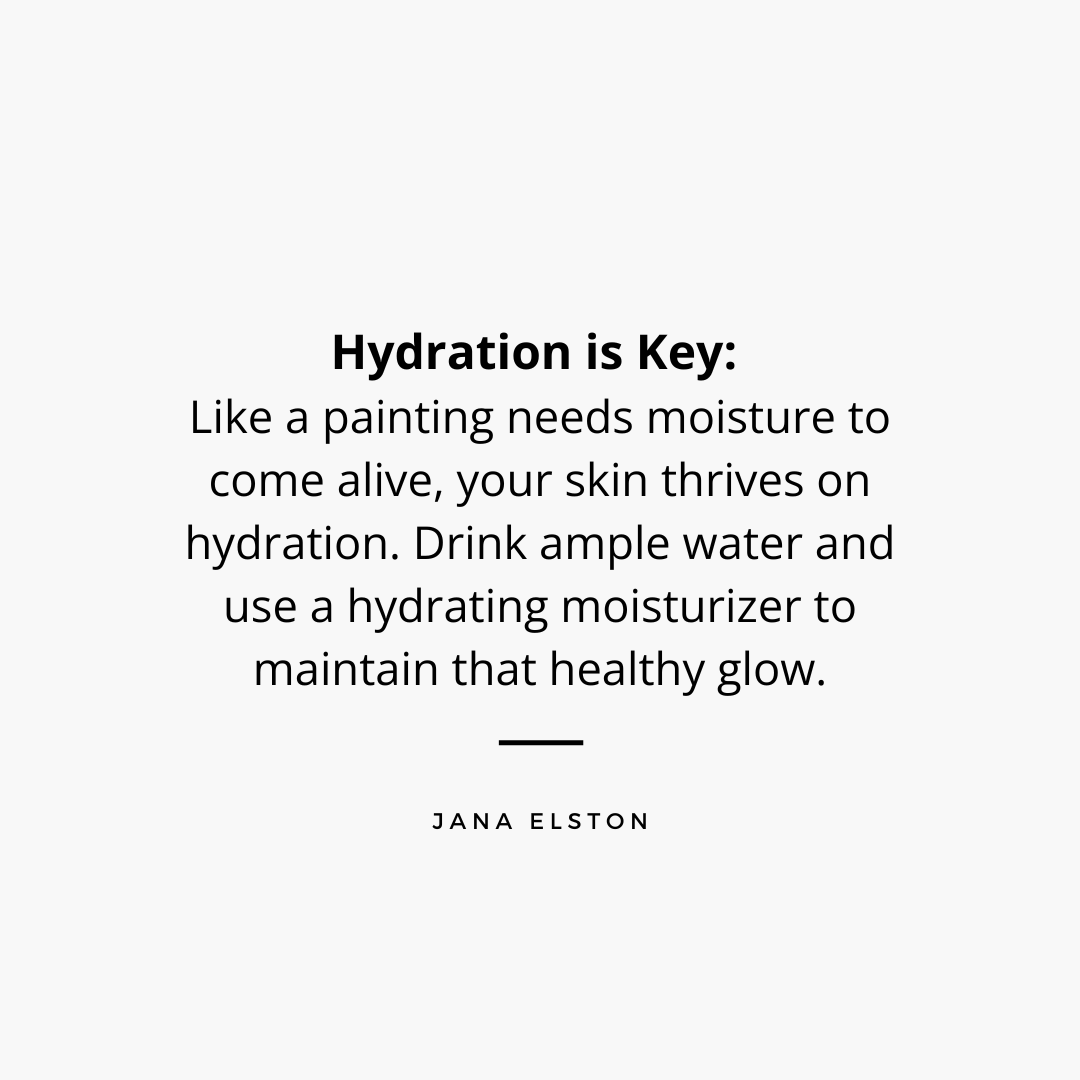 Hydration is Key:
Like a painting needs moisture to
come alive, your skin thrives on
hydration. Drink ample water and
use a hydrating moisturizer to
maintain that healthy glow.
JANA ELSTON